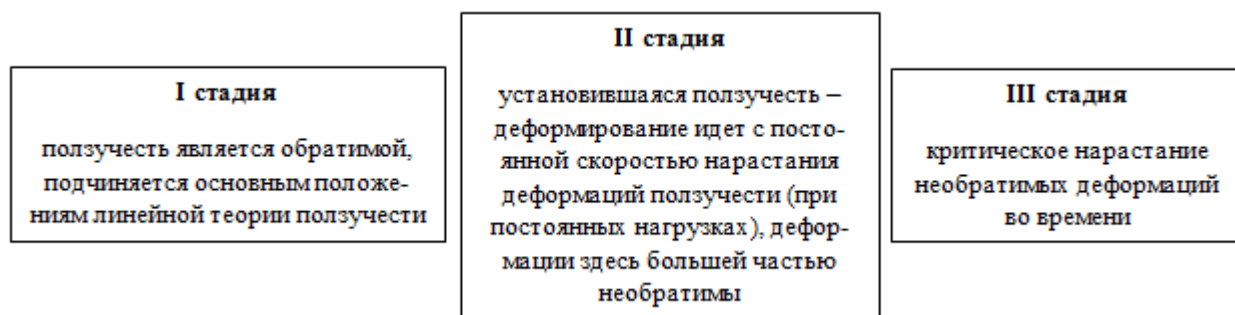 I стадия
ползучесть является обратимой,
подчиняется основным положе-
ниям линейной теории ползучести
II стадия
установившаяся ползучесть –
деформирование идет с посто-
янной скоростью нарастания
деформаций ползучести (при
постоянных нагрузках), дефор-
мации здесь большей частью
необратимы
III стадия
критическое нарастание
необратимых деформаций
во времени